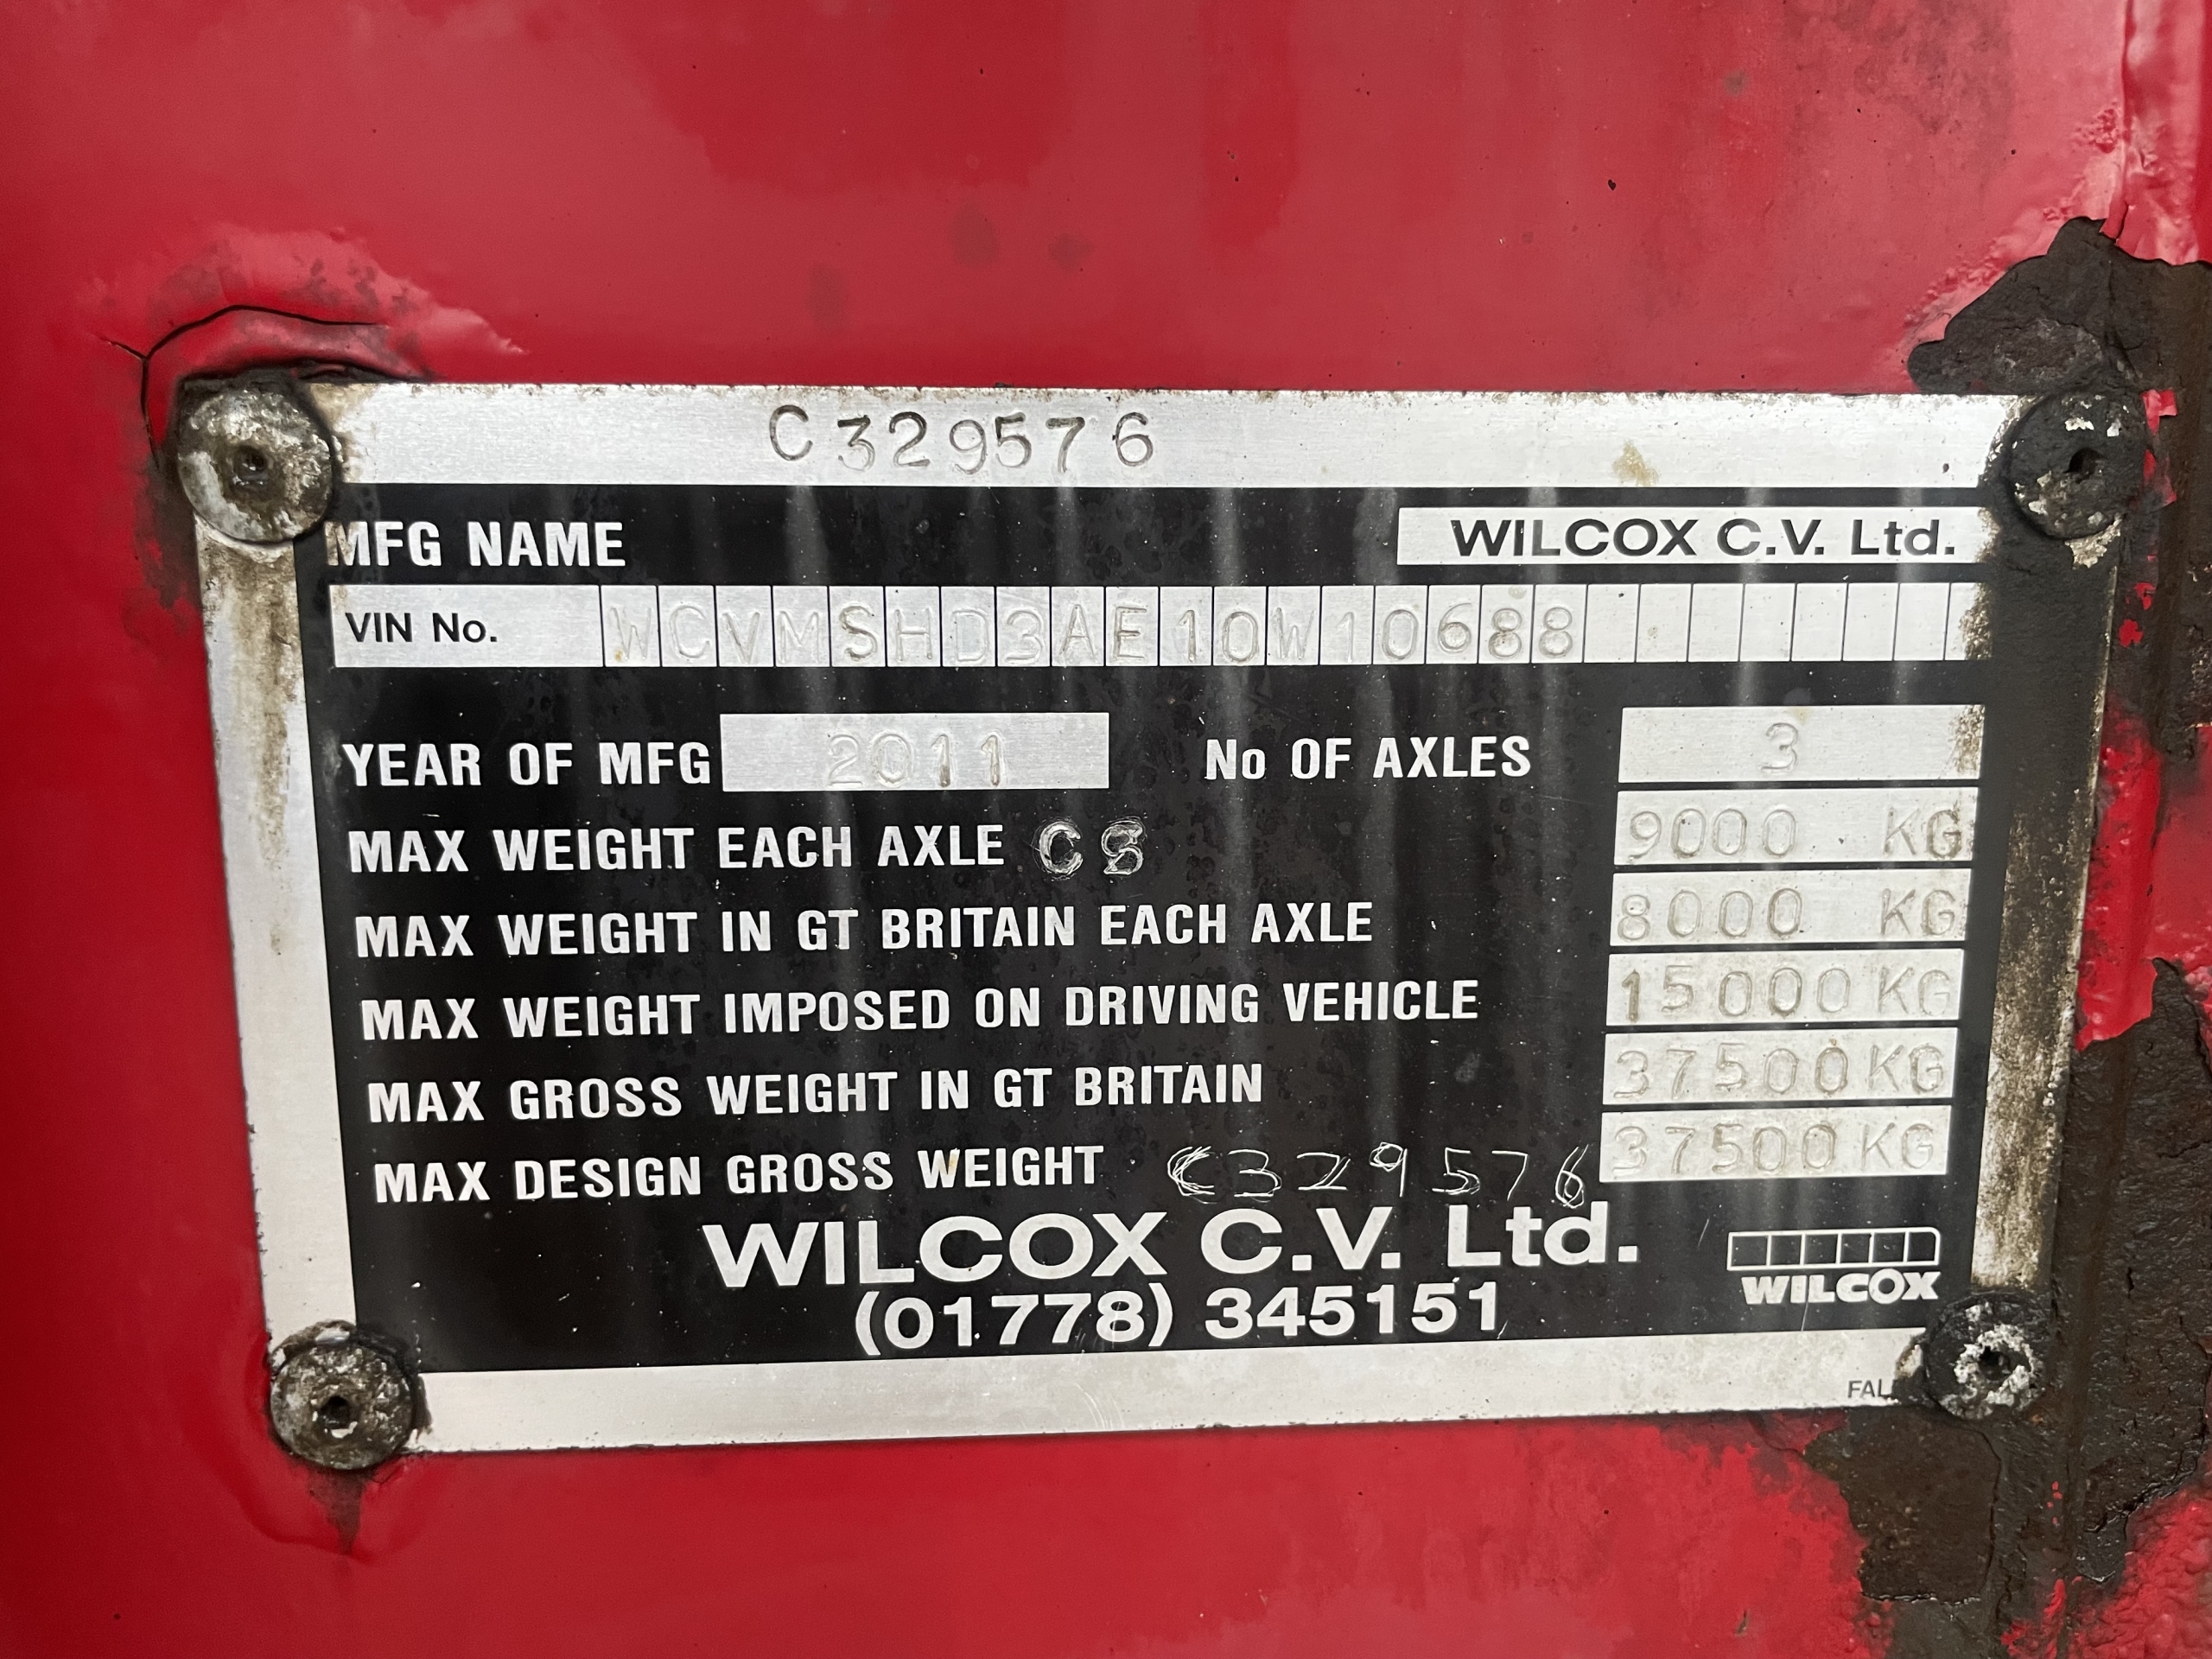 C329576
MFG NAME WILCOX C.V. Ltd.
VIN No. WCVMSHD3AE10W10688
YEAR OF MFG 2011 No OF AXLES 3
MAX WEIGHT EACH AXLE 9000 KG
MAX WEIGHT IN GT BRITAIN EACH AXLE 8000 KG
MAX WEIGHT IMPOSED ON DRIVING VEHICLE 15000 KG
MAX GROSS WEIGHT IN GT BRITAIN 37500 KG
MAX DESIGN GROSS WEIGHT C329576 37500 KG
WILCOX C.V. Ltd.
(01778) 345151
WILCOX